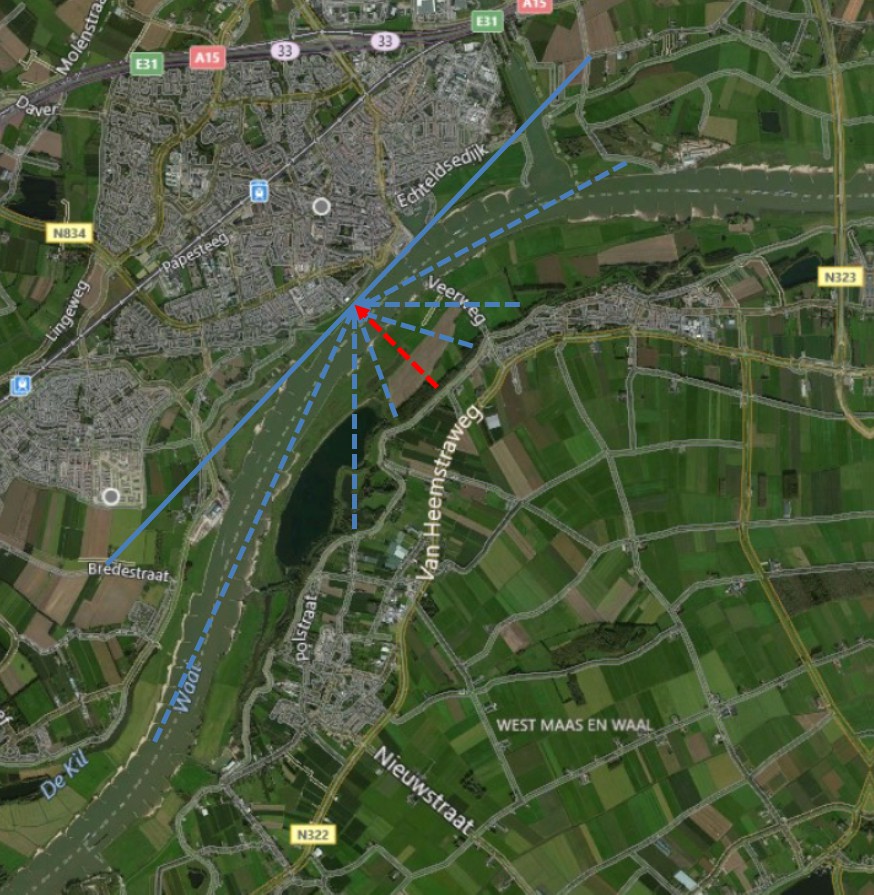 A15
E31
Molenstraa
33
33
E31
A15
Daver
Echteldsedijk
N834
Papesteeg
N323
Veerweg
Lingeweg
Van Heemstraweg
Bredestraat
polstraat
Waal
WEST MAAS EN WAAL
De Kil
Nieuwstraat
N322